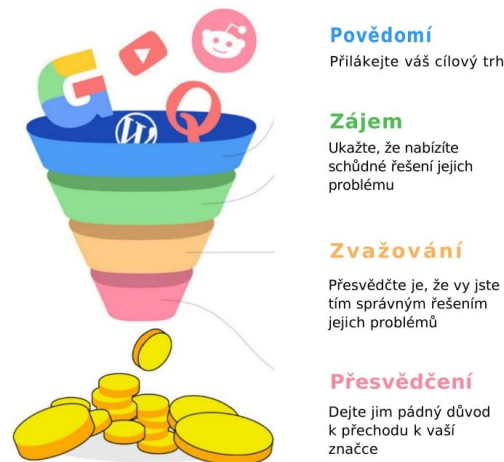 Povědomí
Přilákejte váš cílový trh
Zájem
Ukažte, že nabízíte
schůdné řešení jejich
problému
Zvažování
Přesvědčte je, že vy jste
tím správným řešením
jejich problémů
Přesvědčení
Dejte jim pádný důvod
k přechodu k vaší
značce